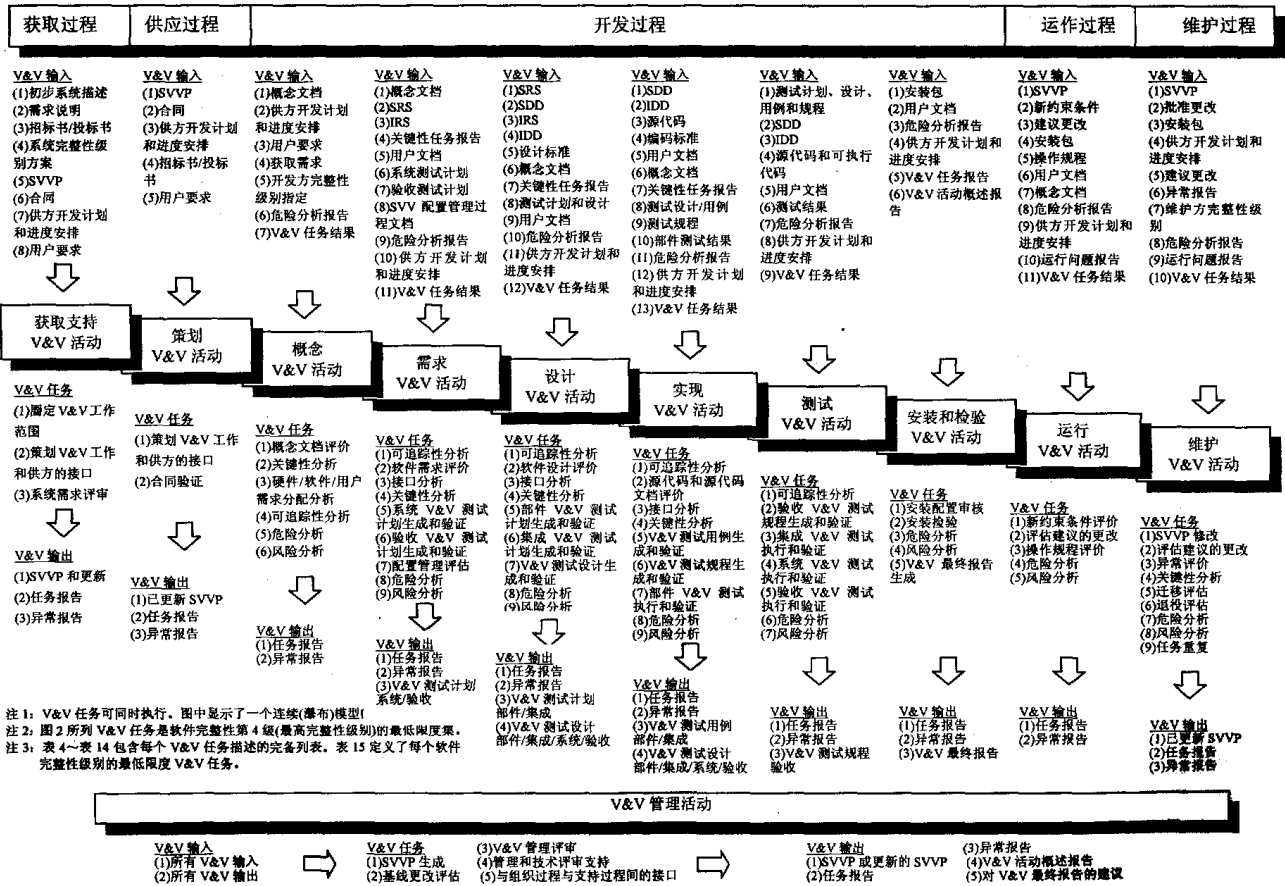 获取过程
供应过程
开发过程
运作过程
维护过程
V&V 输入
(1)初步系统描述
(2)需求说明
(3)招标书/投标书
(4)系统完整性级
别方案
(5)SVVP
(6)合同
(7)供方开发计划
和进度安排
(8)用户要求
V&V 输入
(1)SVVP
(2)合同
(3)供方开发计划
和进度安排
(4)招标书/投标
书
(5)用户要求
V&V 输入
(1)概念文档
(2)供方开发计划
和进度安排
(3)用户要求
(4)获取需求
(5)开发方完整性
级别指定
(6)危险分析报告
(7)V&V 任务结果
V&V 输入
(1)概念文档
(2)SRS
(3)IRS
(4)关键性任务报告
(5)用户文档
(6)系统测试计划
(7)验收测试计划
(8)SVV 配置管理过
程文档
(9)危险分析报告
(10)供方开发计划
和进度安排
(11)V&V 任务结果
V&V 输入
(1)SRS
(2)SDD
(3)IRS
(4)IDD
(5)设计标准
(6)概念文档
(7)关键性任务报告
(8)测试计划和设计
(9)用户文档
(10)危险分析报告
(11)供方开发计划和
进度安排
(12)V&V 任务结果
V&V 输入
(1)SDD
(2)IDD
(3)源代码
(4)编码标准
(5)用户文档
(6)概念文档
(7)关键性任务报告
(8)测试设计/用例
(9)测试规程
(10)部件测试结果
(11)危险分析报告
(12)供方开发计划
和进度安排
(13)V&V 任务结果
V&V 输入
(1)测试计划、设计、
用例和规程
(2)SDD
(3)IDD
(4)源代码和可执行
代码
(5)用户文档
(6)测试结果
(7)危险分析报告
(8)供方开发计划和
进度安排
(9)V&V 任务结果
V&V 输入
(1)安装包
(2)用户文档
(3)危险分析报告
(4)供方开发计划和
进度安排
(5)V&V 任务报告
(6)V&V 活动概述报
告
V&V 输入
(1)SVVP
(2)新约束条件
(3)建议更改
(4)安装包
(5)操作规程
(6)用户文档
(7)概念文档
(8)危险分析报告
(9)供方开发计划和
进度安排
(10)运行问题报告
(11)V&V 任务结果
V&V 输入
(1)SVVP
(2)批准更改
(3)安装包
(4)供方开发计划和
进度安排
(5)建议更改
(6)异常报告
(7)维护方完整性级
别
(8)危险分析报告
(9)运行问题报告
(10)V&V 任务结果
获取支持
V&V 活动
策划
V&V 活动
概念
V&V 活动
需求
V&V 活动
设计
V&V 活动
实现
V&V 活动
测试
V&V 活动
安装和检验
V&V 活动
运行
V&V 活动
维护
V&V 活动
V&V 任务
(1)圈定 V&V 工作
范围
(2)策划 V&V 工作
和供方的接口
(3)系统需求评审
V&V 任务
(1)策划 V&V 工作
和供方的接口
(2)合同验证
V&V 任务
(1)概念文档评价
(2)关键性分析
(3)硬件/软件/用户
需求分配分析
(4)可追踪性分析
(5)危险分析
(6)风险分析
V&V 任务
(1)可追踪性分析
(2)软件需求评价
(3)接口分析
(4)关键性分析
(5)系统 V&V 测试
计划生成和验证
(6)验收 V&V 测试
计划生成和验证
(7)配置管理评估
(8)危险分析
(9)风险分析
V&V 任务
(1)可追踪性分析
(2)软件设计评价
(3)接口分析
(4)关键性分析
(5)部件 V&V 测试
计划生成和验证
(6)集成 V&V 测试
计划生成和验证
(7)V&V 测试设计生
成和验证
(8)危险分析
(9)风险分析
V&V 任务
(1)可追踪性分析
(2)源代码和源代码
文档评价
(3)接口分析
(4)关键性分析
(5)V&V 测试用例生
成和验证
(6)V&V 测试规程生
成和验证
(7)部件 V&V 测试
执行和验证
(8)危险分析
(9)风险分析
V&V 任务
(1)可追踪性分析
(2)验收 V&V 测试
规程生成和验证
(3)集成 V&V 测试
执行和验证
(4)系统 V&V 测试
执行和验证
(5)验收 V&V 测试
执行和验证
(6)危险分析
(7)风险分析
V&V 任务
(1)安装配置审核
(2)安装检验
(3)危险分析
(4)风险分析
(5)V&V 最终报告
生成
V&V 任务
(1)新约束条件评价
(2)评估建议的更改
(3)操作规程评价
(4)危险分析
(5)风险分析
V&V 任务
(1)SVVP 修改
(2)评估建议的更改
(3)异常评价
(4)关键性分析
(5)迁移评估
(6)退役评估
(7)危险分析
(8)风险分析
(9)任务重复
V&V 输出
(1)SVVP 和更新
(2)任务报告
(3)异常报告
V&V 输出
(1)已更新 SVVP
(2)任务报告
(3)异常报告
V&V 输出
(1)任务报告
(2)异常报告
V&V 输出
(1)任务报告
(2)异常报告
(3)V&V 测试计划
系统/验收
V&V 输出
(1)任务报告
(2)异常报告
(3)V&V 测试计划
部件/集成
(4)V&V 测试设计
部件/集成/系统/验收
V&V 输出
(1)任务报告
(2)异常报告
(3)V&V 测试用例
部件/集成
(4)V&V 测试设计
部件/集成/系统/验收
V&V 输出
(1)任务报告
(2)异常报告
(3)V&V 测试规程
验收
V&V 输出
(1)任务报告
(2)异常报告
(3)V&V 最终报告
V&V 输出
(1)任务报告
(2)异常报告
V&V 输出
(1)已更新 SVVP
(2)任务报告
(3)异常报告
注 1：V&V 任务可同时执行。图中显示了一个连续(瀑布)模型
注 2：图 2 所列 V&V 任务是软件完整性第 4 级(最高完整性级别)的最低限度集。
注 3：表 4～表 14 包含每个 V&V 任务描述的完备列表。表 15 定义了每个软件
完整性级别的最低限度 V&V 任务。
V&V 管理活动
V&V 输入
(1)所有 V&V 输入
(2)所有 V&V 输出
V&V 任务
(1)SVVP 生成
(2)基线更改评估
(3)V&V 管理评审
(4)管理和技术评审支持
(5)与组织过程与支持过程间的接口
V&V 输出
(1)SVVP 或更新的 SVVP
(2)任务报告
(3)异常报告
(4)V&V 活动概述报告
(5)对 V&V 最终报告的建议